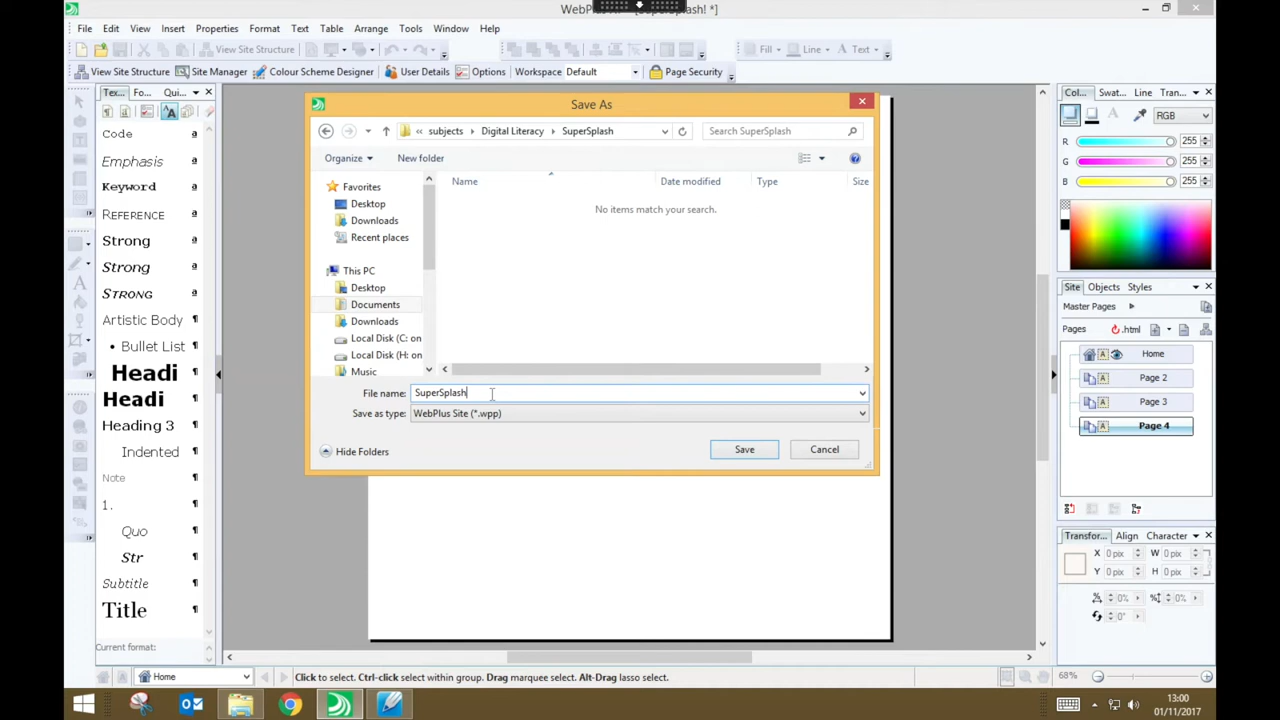 SuperSplash! *]
File Edit View Insert Properties Format Text Table Arrange Tools Window Help
View Site Structure Fill Line Text
View Site Structure Site Manager Colour Scheme Designer User Details Options Workspace Default Page Security
Tex... Fo... Qui...
Code
Emphasis
Keyword
Reference
Strong
Strong
Strong
Artistic Body
• Bullet List
Headi
Headi
Heading 3
Indented
Note
1.
Quo
Str
Subtitle
Title
Current format:
Save As
« subjects Digital Literacy SuperSplash Search SuperSplash
Organize New folder
Name Date modified Type Size
No items match your search.
Favorites
Desktop
Downloads
Recent places
This PC
Desktop
Documents
Downloads
Local Disk (C: on
Local Disk (H: on
Music
File name: SuperSplash
Save as type: WebPlus Site (*.wpp)
Hide Folders Save Cancel
Col... Swat... Line Tran...
RGB
R 255
G 255
B 255
Site Objects Styles
Master Pages
Pages .html
Home
Page 2
Page 3
Page 4
Transfor... Align Character
X 0 pix W 0 pix
Y 0 pix H 0 pix
0% 0%
0°
Home Click to select. Ctrl-click select within group. Drag marquee select. Alt-Drag lasso select. 68%
13:00
01/11/2017